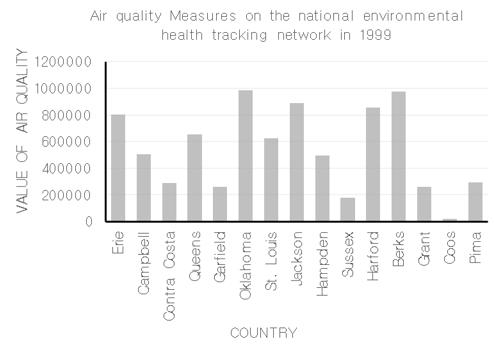 Air quality Measures on the national environmental
health tracking network in 1999
VALUE OF AIR QUALITY
1200000
1000000
800000
600000
400000
200000
0
Erie
Campbell
Contra Costa
Queens
Garfield
Oklahoma
St. Louis
Jackson
Hampden
Sussex
Harford
Berks
Grant
Coos
Pima
COUNTRY